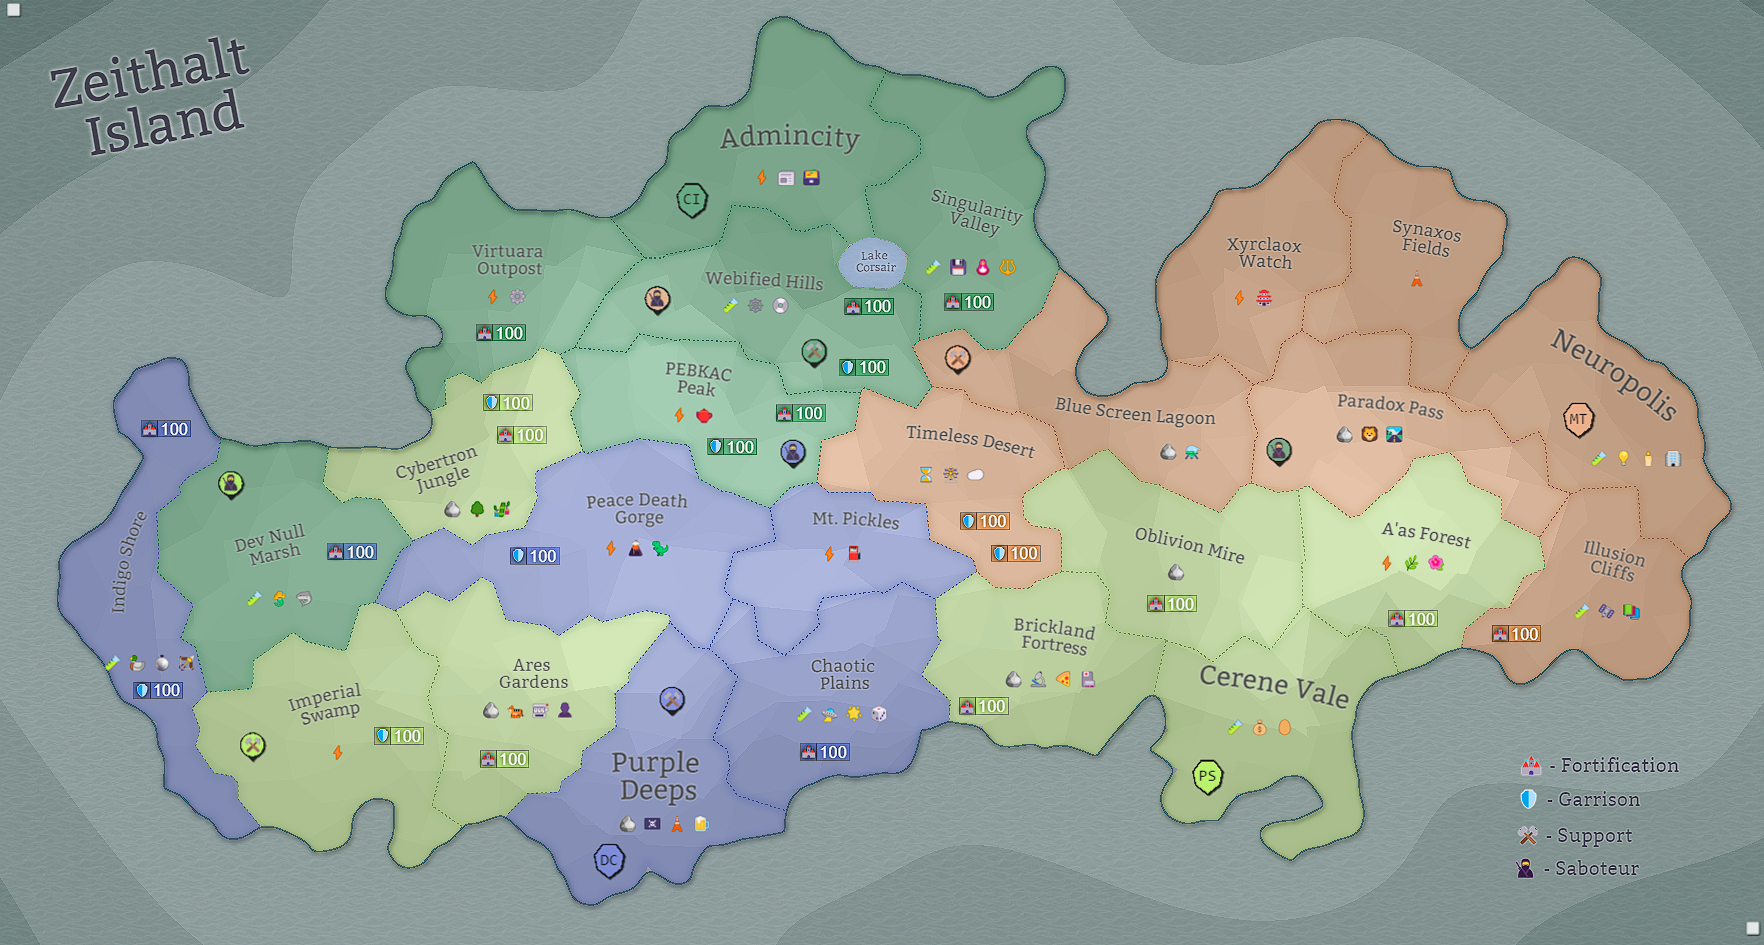 Zeithalt
Island
Admincity
CI
Singularity
Valley
Virtuara
Outpost
100
Webified Hills
Lake
Corsair
100
100
100
Xyrclaox
Watch
Synaxos
Fields
Neuropolis
MT
PEBKAC
Peak
100
100
Blue Screen Lagoon
Paradox Pass
Timeless Desert
100
100
100
100
Cybertron
Jungle
100
Indigo Shore
100
Dev Null
Marsh
100
Peace Death
Gorge
100
Mt. Pickles
Oblivion Mire
100
A'as Forest
100
Illusion
Cliffs
100
Imperial
Swamp
100
Ares
Gardens
100
Chaotic
Plains
100
Brickland
Fortress
100
Cerene Vale
PS
Purple
Deeps
DC
- Fortification
- Garrison
- Support
- Saboteur